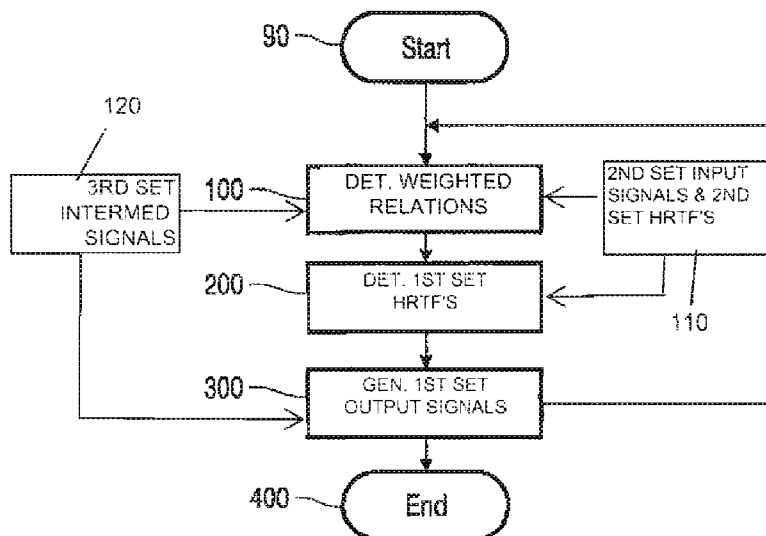 90
Start
120
3RD SET
INTERMED
SIGNALS
100
DET. WEIGHTED
RELATIONS
2ND SET INPUT
SIGNALS & 2ND
SET HRTF'S
110
200
DET. 1ST SET
HRTF'S
300
GEN. 1ST SET
OUTPUT SIGNALS
400
End